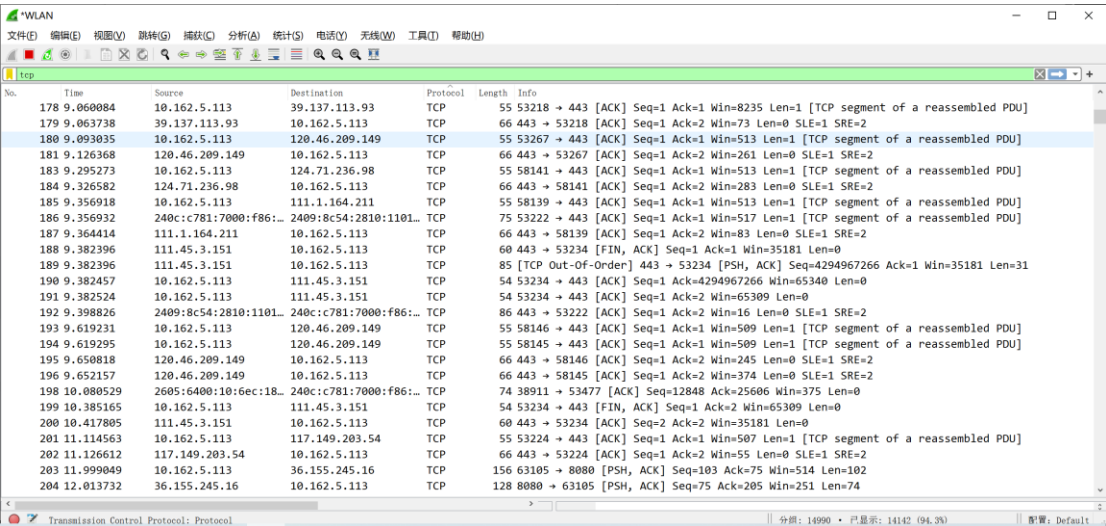 *WLAN
文件(F) 编辑(E) 视图(V) 跳转(G) 捕获(C) 分析(A) 统计(S) 电话(Y) 无线(W) 工具(T) 帮助(H)
tcp
No. Time Source Destination Protocol Length Info
178 9.060084 10.162.5.113 39.137.113.93 TCP 55 53218 → 443 [ACK] Seq=1 Ack=1 Win=8235 Len=1 [TCP segment of a reassembled PDU]
179 9.063738 39.137.113.93 10.162.5.113 TCP 66 443 → 53218 [ACK] Seq=1 Ack=2 Win=73 Len=0 SLE=1 SRE=2
180 9.093035 10.162.5.113 120.46.209.149 TCP 55 53267 → 443 [ACK] Seq=1 Ack=1 Win=513 Len=1 [TCP segment of a reassembled PDU]
181 9.126368 120.46.209.149 10.162.5.113 TCP 66 443 → 53267 [ACK] Seq=1 Ack=2 Win=261 Len=0 SLE=1 SRE=2
183 9.295273 10.162.5.113 124.71.236.98 TCP 55 58141 → 443 [ACK] Seq=1 Ack=1 Win=513 Len=1 [TCP segment of a reassembled PDU]
184 9.326582 124.71.236.98 10.162.5.113 TCP 66 443 → 58141 [ACK] Seq=1 Ack=2 Win=283 Len=0 SLE=1 SRE=2
185 9.356918 10.162.5.113 111.1.164.211 TCP 55 58139 → 443 [ACK] Seq=1 Ack=1 Win=513 Len=1 [TCP segment of a reassembled PDU]
186 9.356932 240c:c781:7000:f86:… 2409:8c54:2810:1101… TCP 75 53222 → 443 [ACK] Seq=1 Ack=1 Win=517 Len=1 [TCP segment of a reassembled PDU]
187 9.364414 111.1.164.211 10.162.5.113 TCP 66 443 → 58139 [ACK] Seq=1 Ack=2 Win=83 Len=0 SLE=1 SRE=2
188 9.382396 111.45.3.151 10.162.5.113 TCP 60 443 → 53234 [FIN, ACK] Seq=1 Ack=1 Win=35181 Len=0
189 9.382396 111.45.3.151 10.162.5.113 TCP 85 [TCP Out-Of-Order] 443 → 53234 [PSH, ACK] Seq=4294967266 Ack=1 Win=35181 Len=31
190 9.382457 10.162.5.113 111.45.3.151 TCP 54 53234 → 443 [ACK] Seq=1 Ack=4294967266 Win=65340 Len=0
191 9.382524 10.162.5.113 111.45.3.151 TCP 54 53234 → 443 [ACK] Seq=1 Ack=2 Win=65309 Len=0
192 9.398826 2409:8c54:2810:1101… 240c:c781:7000:f86:… TCP 86 443 → 53222 [ACK] Seq=1 Ack=2 Win=16 Len=0 SLE=1 SRE=2
193 9.619231 10.162.5.113 120.46.209.149 TCP 55 58146 → 443 [ACK] Seq=1 Ack=1 Win=509 Len=1 [TCP segment of a reassembled PDU]
194 9.619295 10.162.5.113 120.46.209.149 TCP 55 58145 → 443 [ACK] Seq=1 Ack=1 Win=509 Len=1 [TCP segment of a reassembled PDU]
195 9.650818 120.46.209.149 10.162.5.113 TCP 66 443 → 58146 [ACK] Seq=1 Ack=2 Win=245 Len=0 SLE=1 SRE=2
196 9.652157 120.46.209.149 10.162.5.113 TCP 66 443 → 58145 [ACK] Seq=1 Ack=2 Win=374 Len=0 SLE=1 SRE=2
198 10.080529 2605:6400:10:6ec:18… 240c:c781:7000:f86:… TCP 74 38911 → 53477 [ACK] Seq=12848 Ack=25606 Win=375 Len=0
199 10.385165 10.162.5.113 111.45.3.151 TCP 54 53234 → 443 [FIN, ACK] Seq=1 Ack=2 Win=65309 Len=0
200 10.417805 111.45.3.151 10.162.5.113 TCP 60 443 → 53234 [ACK] Seq=2 Ack=2 Win=35181 Len=0
201 11.114563 10.162.5.113 117.149.203.54 TCP 55 53224 → 443 [ACK] Seq=1 Ack=1 Win=507 Len=1 [TCP segment of a reassembled PDU]
202 11.126612 117.149.203.54 10.162.5.113 TCP 66 443 → 53224 [ACK] Seq=1 Ack=2 Win=55 Len=0 SLE=1 SRE=2
203 11.999049 10.162.5.113 36.155.245.16 TCP 156 63105 → 8080 [PSH, ACK] Seq=103 Ack=75 Win=514 Len=102
204 12.013732 36.155.245.16 10.162.5.113 TCP 128 8080 → 63105 [PSH, ACK] Seq=75 Ack=205 Win=251 Len=74
Transmission Control Protocol: Protocol 分组: 14990 • 已显示: 14142 (94.3%) 配置: Default